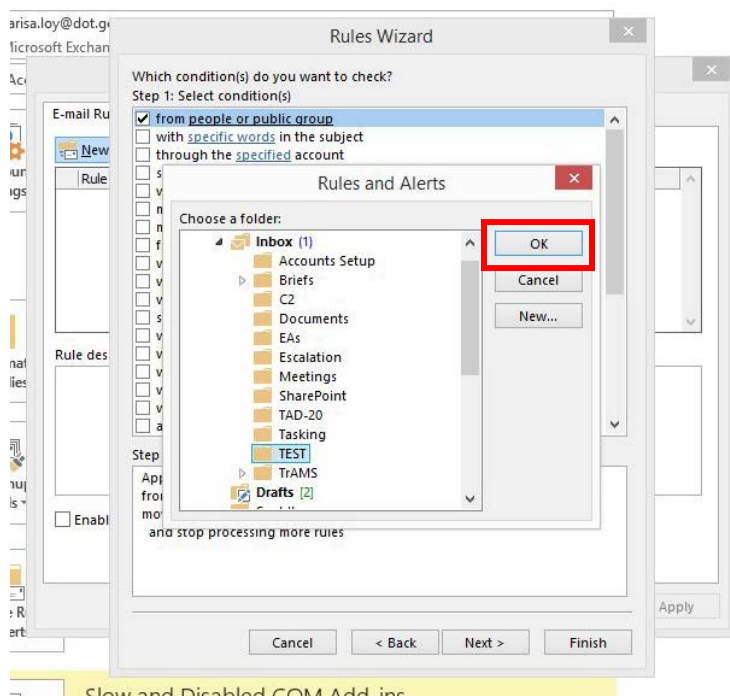 arisa.loy@dot.g
Microsoft Exchan
Rules Wizard
Which condition(s) do you want to check?
Step 1: Select condition(s)
E-mail Ru
from people or public group
with specific words in the subject
New
through the specified account
Rule
Rules and Alerts
Choose a folder:
Inbox (1)
OK
Accounts Setup
Briefs
Cancel
C2
Documents
New...
EAs
Rule des
Escalation
Meetings
SharePoint
TAD-20
Tasking
Step
TEST
TrAMS
Drafts [2]
Enabl
and stop processing more rules
Apply
Cancel
< Back
Next >
Finish
Slow and Disabled COM Add-ins